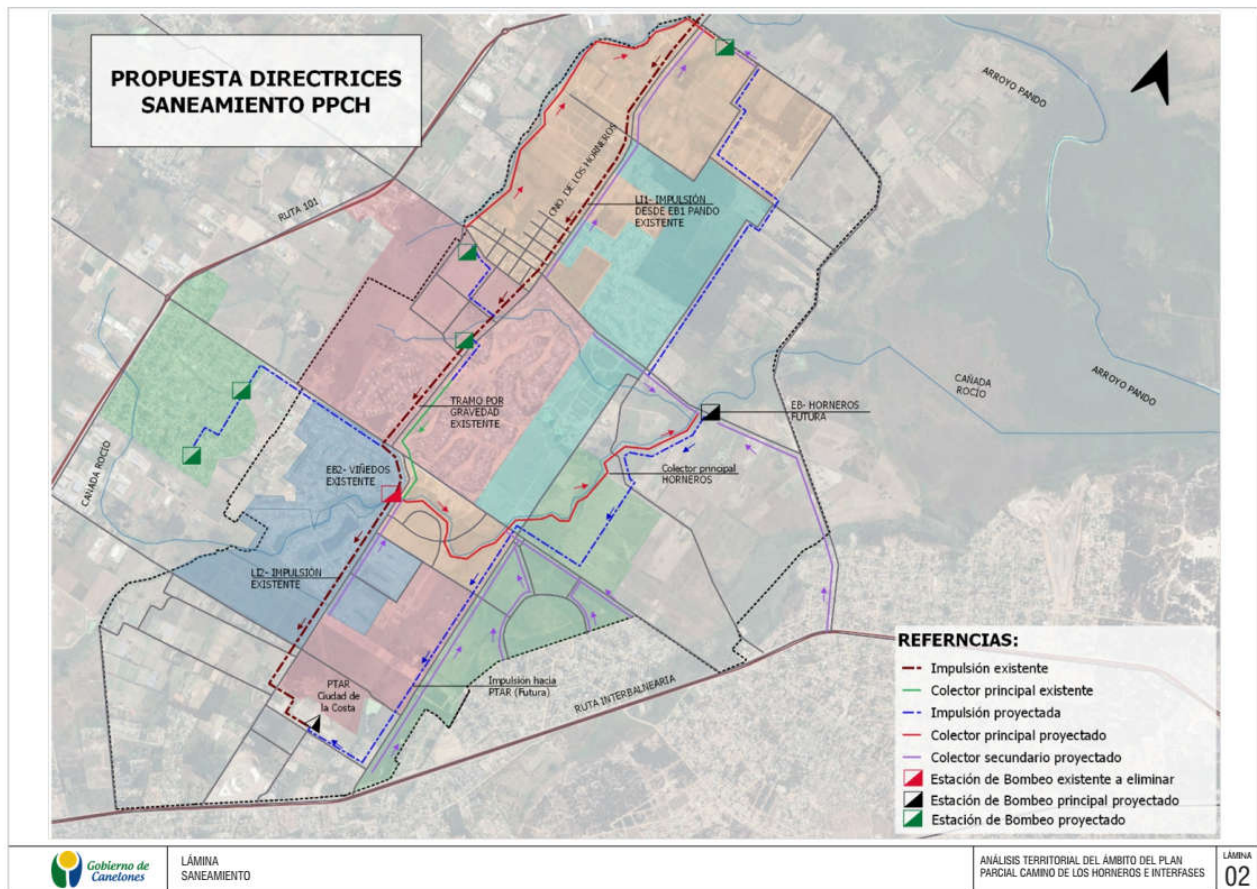 PROPUESTA DIRECTRICES
SANEAMIENTO PPCH
ARROYO PANDO
CNO. DE LOS HORNEROS
RUTA 101
LI1- IMPULSIÓN
DESDE EB1 PANDO
EXISTENTE
ARROYO PANDO
CAÑADA
ROCÍO
TRAMO POR
GRAVEDAD
EXISTENTE
EB- HORNEROS
FUTURA
CAÑADA ROCÍO
EB2- VIÑEDOS
EXISTENTE
Colector principal
HORNEROS
LI2- IMPULSIÓN
EXISTENTE
PTAR
Ciudad de
la Costa
Impulsión hacia
PTAR (Futura)
RUTA INTERBALNEARIA
REFERNCIAS:
Impulsión existente
Colector principal existente
Impulsión proyectada
Colector principal proyectado
Colector secundario proyectado
Estación de Bombeo existente a eliminar
Estación de Bombeo principal proyectado
Estación de Bombeo proyectado
Gobierno de
Canelones
LÁMINA
SANEAMIENTO
ANÁLISIS TERRITORIAL DEL ÁMBITO DEL PLAN
PARCIAL CAMINO DE LOS HORNEROS E INTERFASES
LÁMINA
02